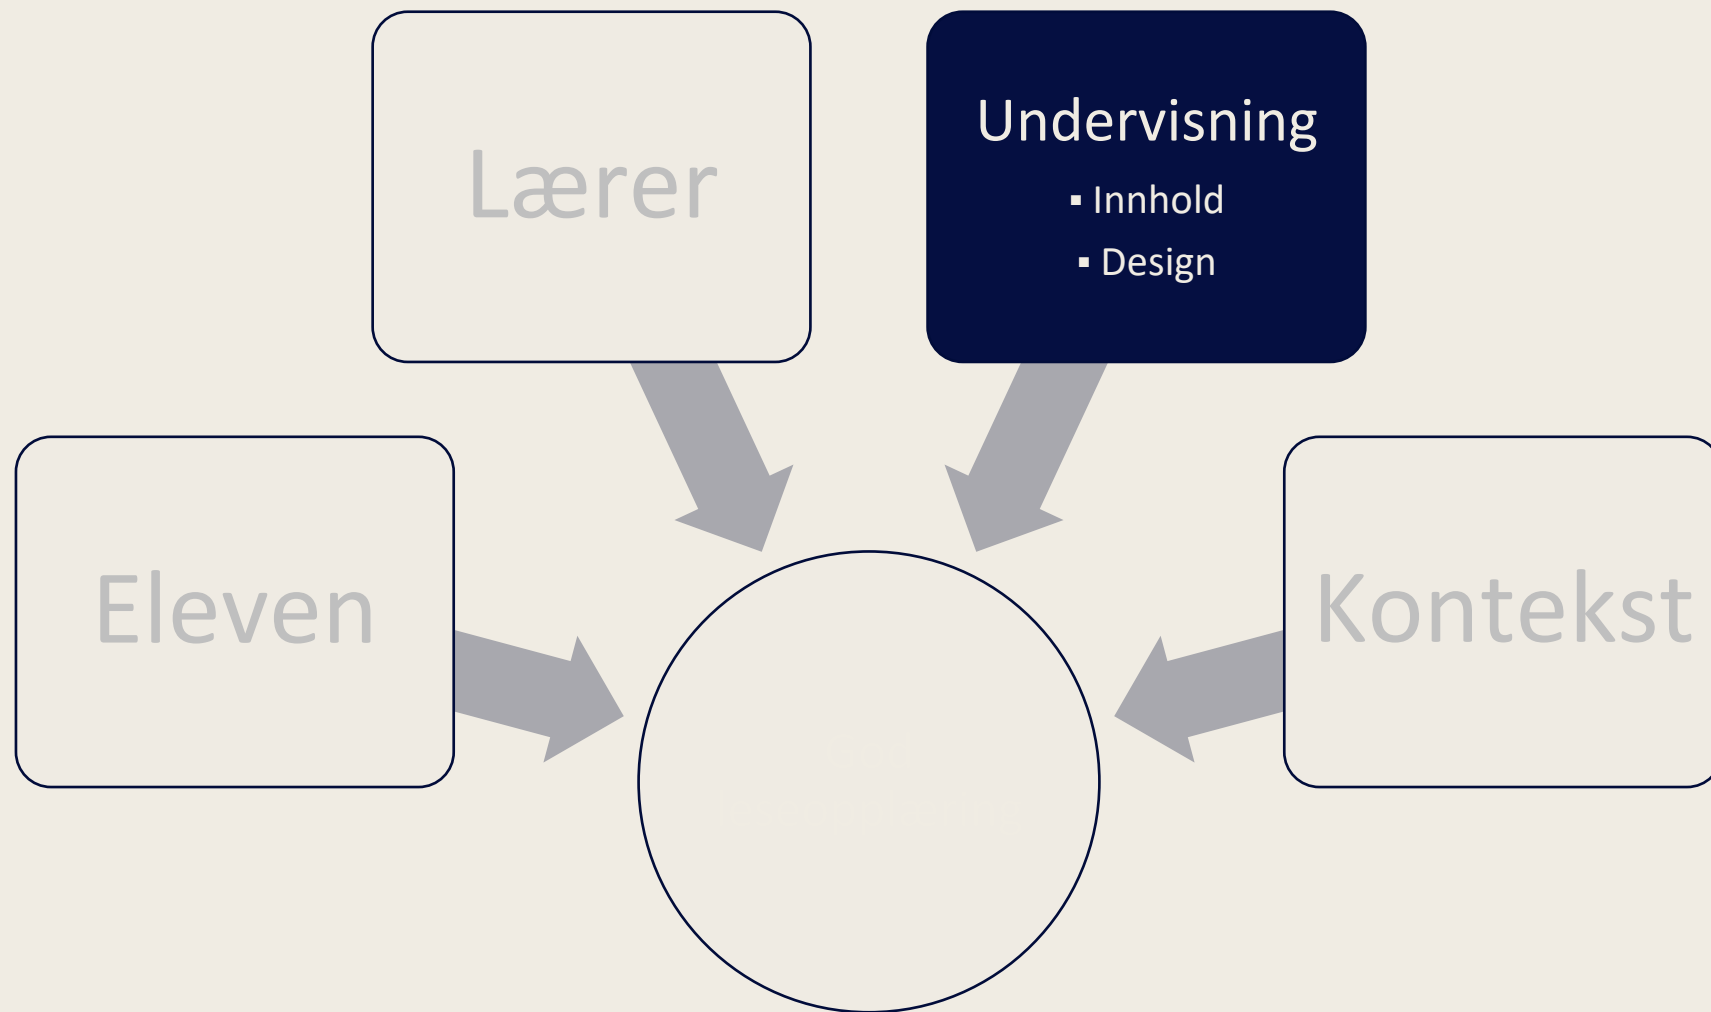 Lærer
Undervisning
▪ Innhold
▪ Design
Eleven
Kontekst